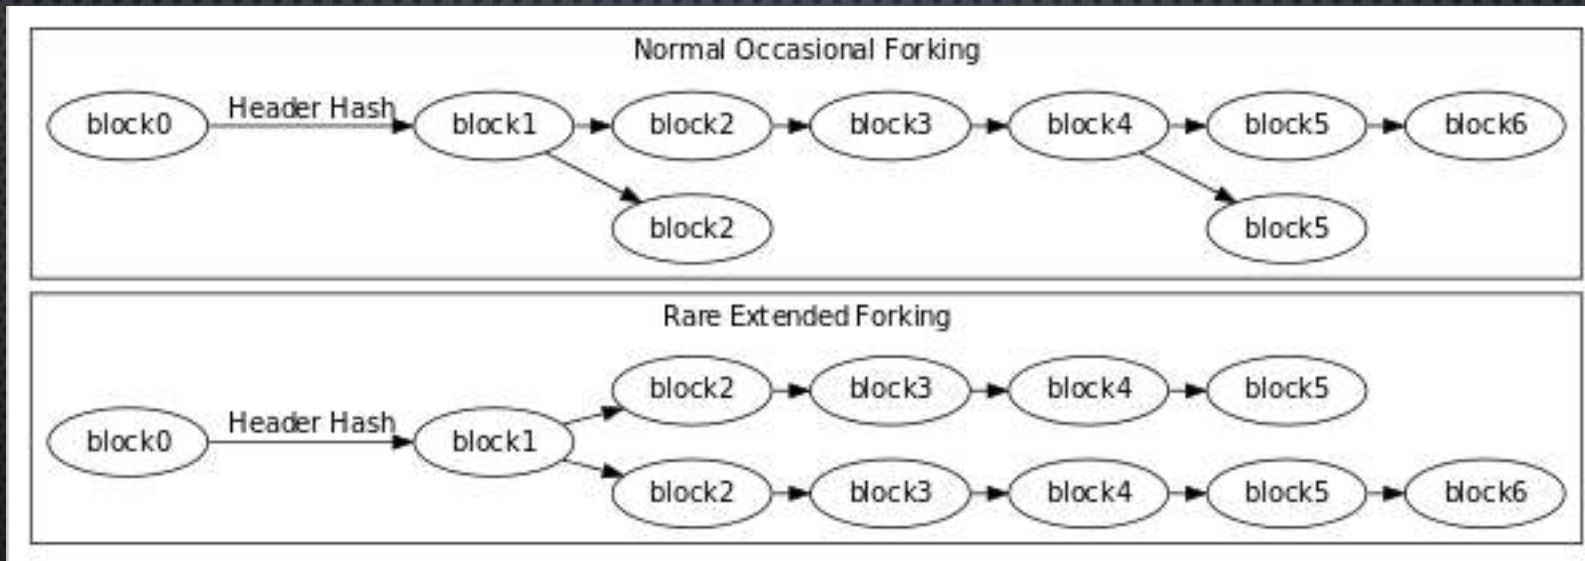 Normal Occasional Forking
block0 Header Hash block1 block2 block3 block4 block5 block6
block2 block5
Rare Extended Forking
block2 block3 block4 block5
block0 Header Hash block1
block2 block3 block4 block5 block6